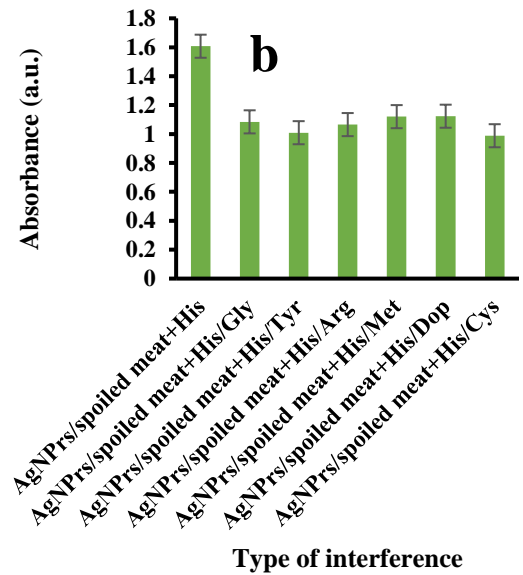 b
Absorbance (a.u.)
1.8
1.6
1.4
1.2
1
0.8
0.6
0.4
0.2
0
AgNPrs/spoiled meat+His
AgNPrs/spoiled meat+His/Gly
AgNPrs/spoiled meat+His/Tyr
AgNPrs/spoiled meat+His/Arg
AgNPrs/spoiled meat+His/Met
AgNPrs/spoiled meat+His/Dop
AgNPrs/spoiled meat+His/Cys
Type of interference